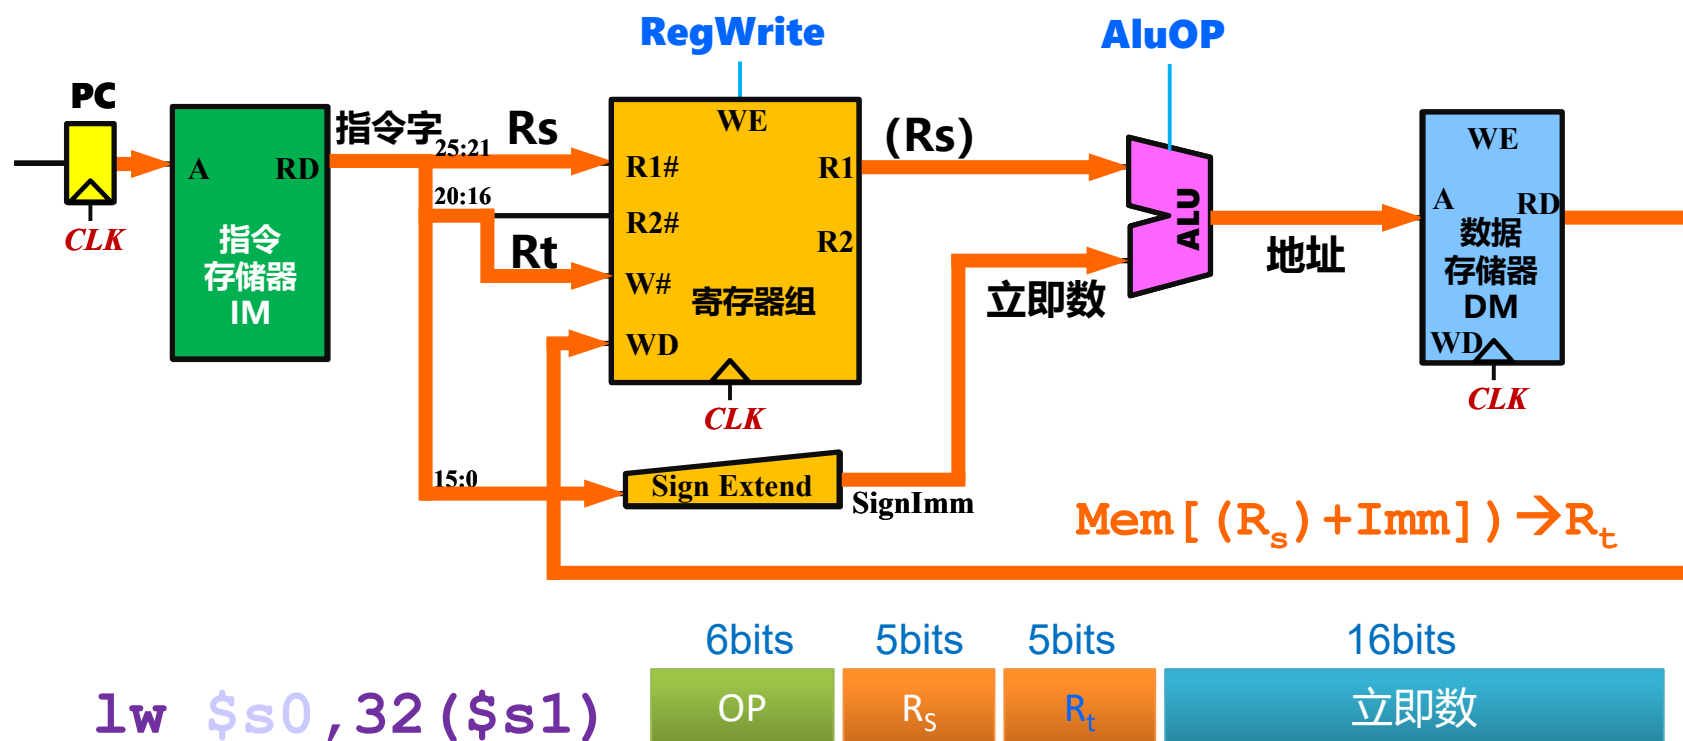 RegWrite
AluOP
PC
指令字
Rs
(Rs)
25:21
WE
WE
A
RD
R1#
R1
20:16
A
RD
R2#
R2
CLK
指令
存储器
IM
Rt
W#
寄存器组
立即数
ALU
地址
数据
存储器
DM
WD
WD
CLK
CLK
15:0
Sign Extend
SignImm
Mem[(Rs)+Imm])→Rt
6bits
5bits
5bits
16bits
lw $s0,32($s1)
OP
RS
Rt
立即数